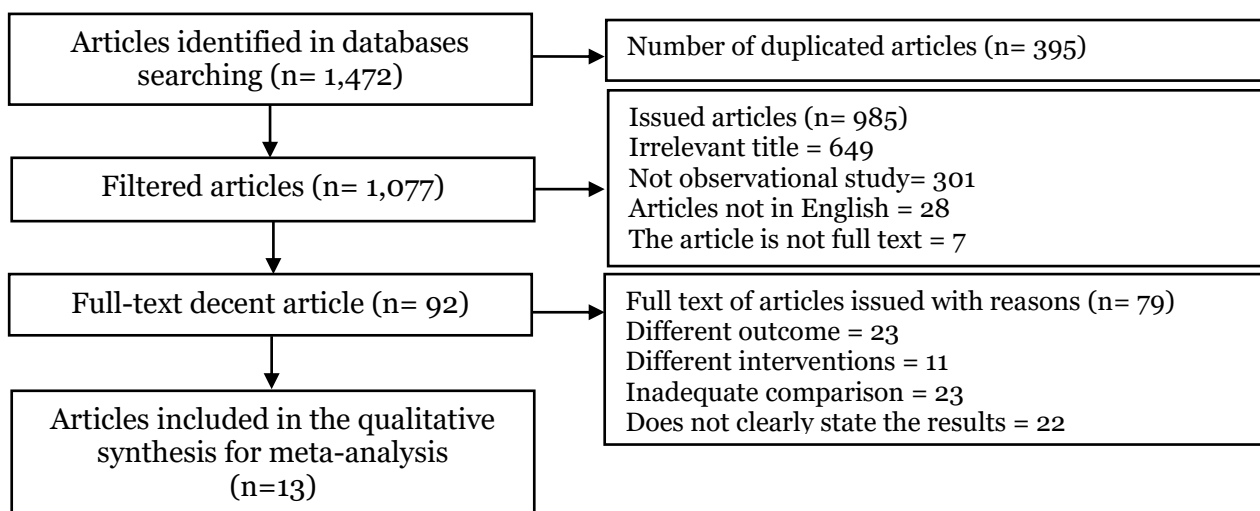 Articles identified in databases
searching (n= 1,472)
Number of duplicated articles (n= 395)
Filtered articles (n= 1,077)
Issued articles (n= 985)
Irrelevant title = 649
Not observational study= 301
Articles not in English = 28
The article is not full text = 7
Full-text decent article (n= 92)
Full text of articles issued with reasons (n= 79)
Different outcome = 23
Different interventions = 11
Inadequate comparison = 23
Does not clearly state the results = 22
Articles included in the qualitative
synthesis for meta-analysis
(n=13)